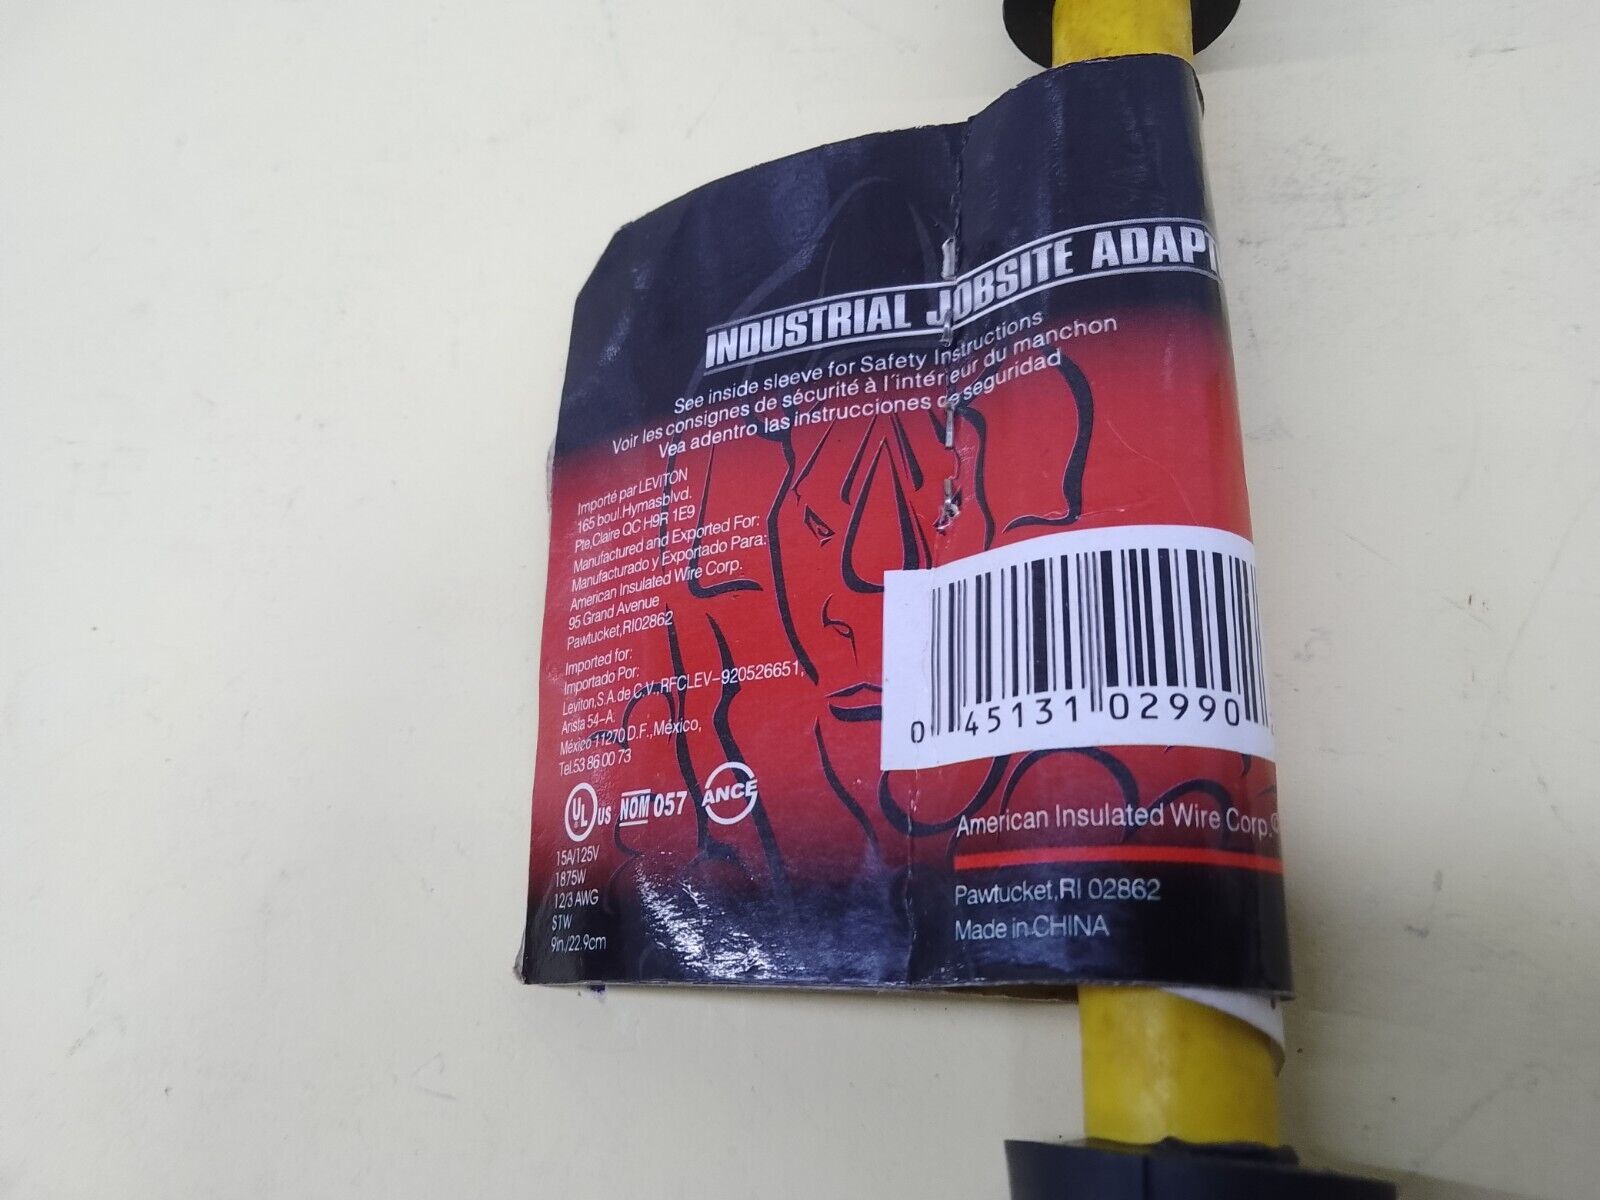 INDUSTRIAL JOBSITE ADAPT
See inside sleeve for Safety Instructions
Voir les consignes de sécurité à l'intérieur du manchon
Vea adentro las instrucciones de seguridad
Importé par LEVITON
165 boul.Hymasblvd.
Pte,Claire QC H9R 1E9
Manufactured and Exported For:
Manufacturado y Exportado Para:
American Insulated Wire Corp.
95 Grand Avenue
Pawtucket,RI02862
Imported for:
Importado Por:
Leviton,S.A.de C.V.,RFCLEV-920526651,
Arista 54-A:
México 11270 D.F.,México,
Tel.53 86 00 73
UL US NOM 057 ANCE
15A/125V
1875W
12/3 AWG
STW
9in./22.9cm
0 45131 02990
American Insulated Wire Corp.®
Pawtucket,RI 02862
Made in CHINA